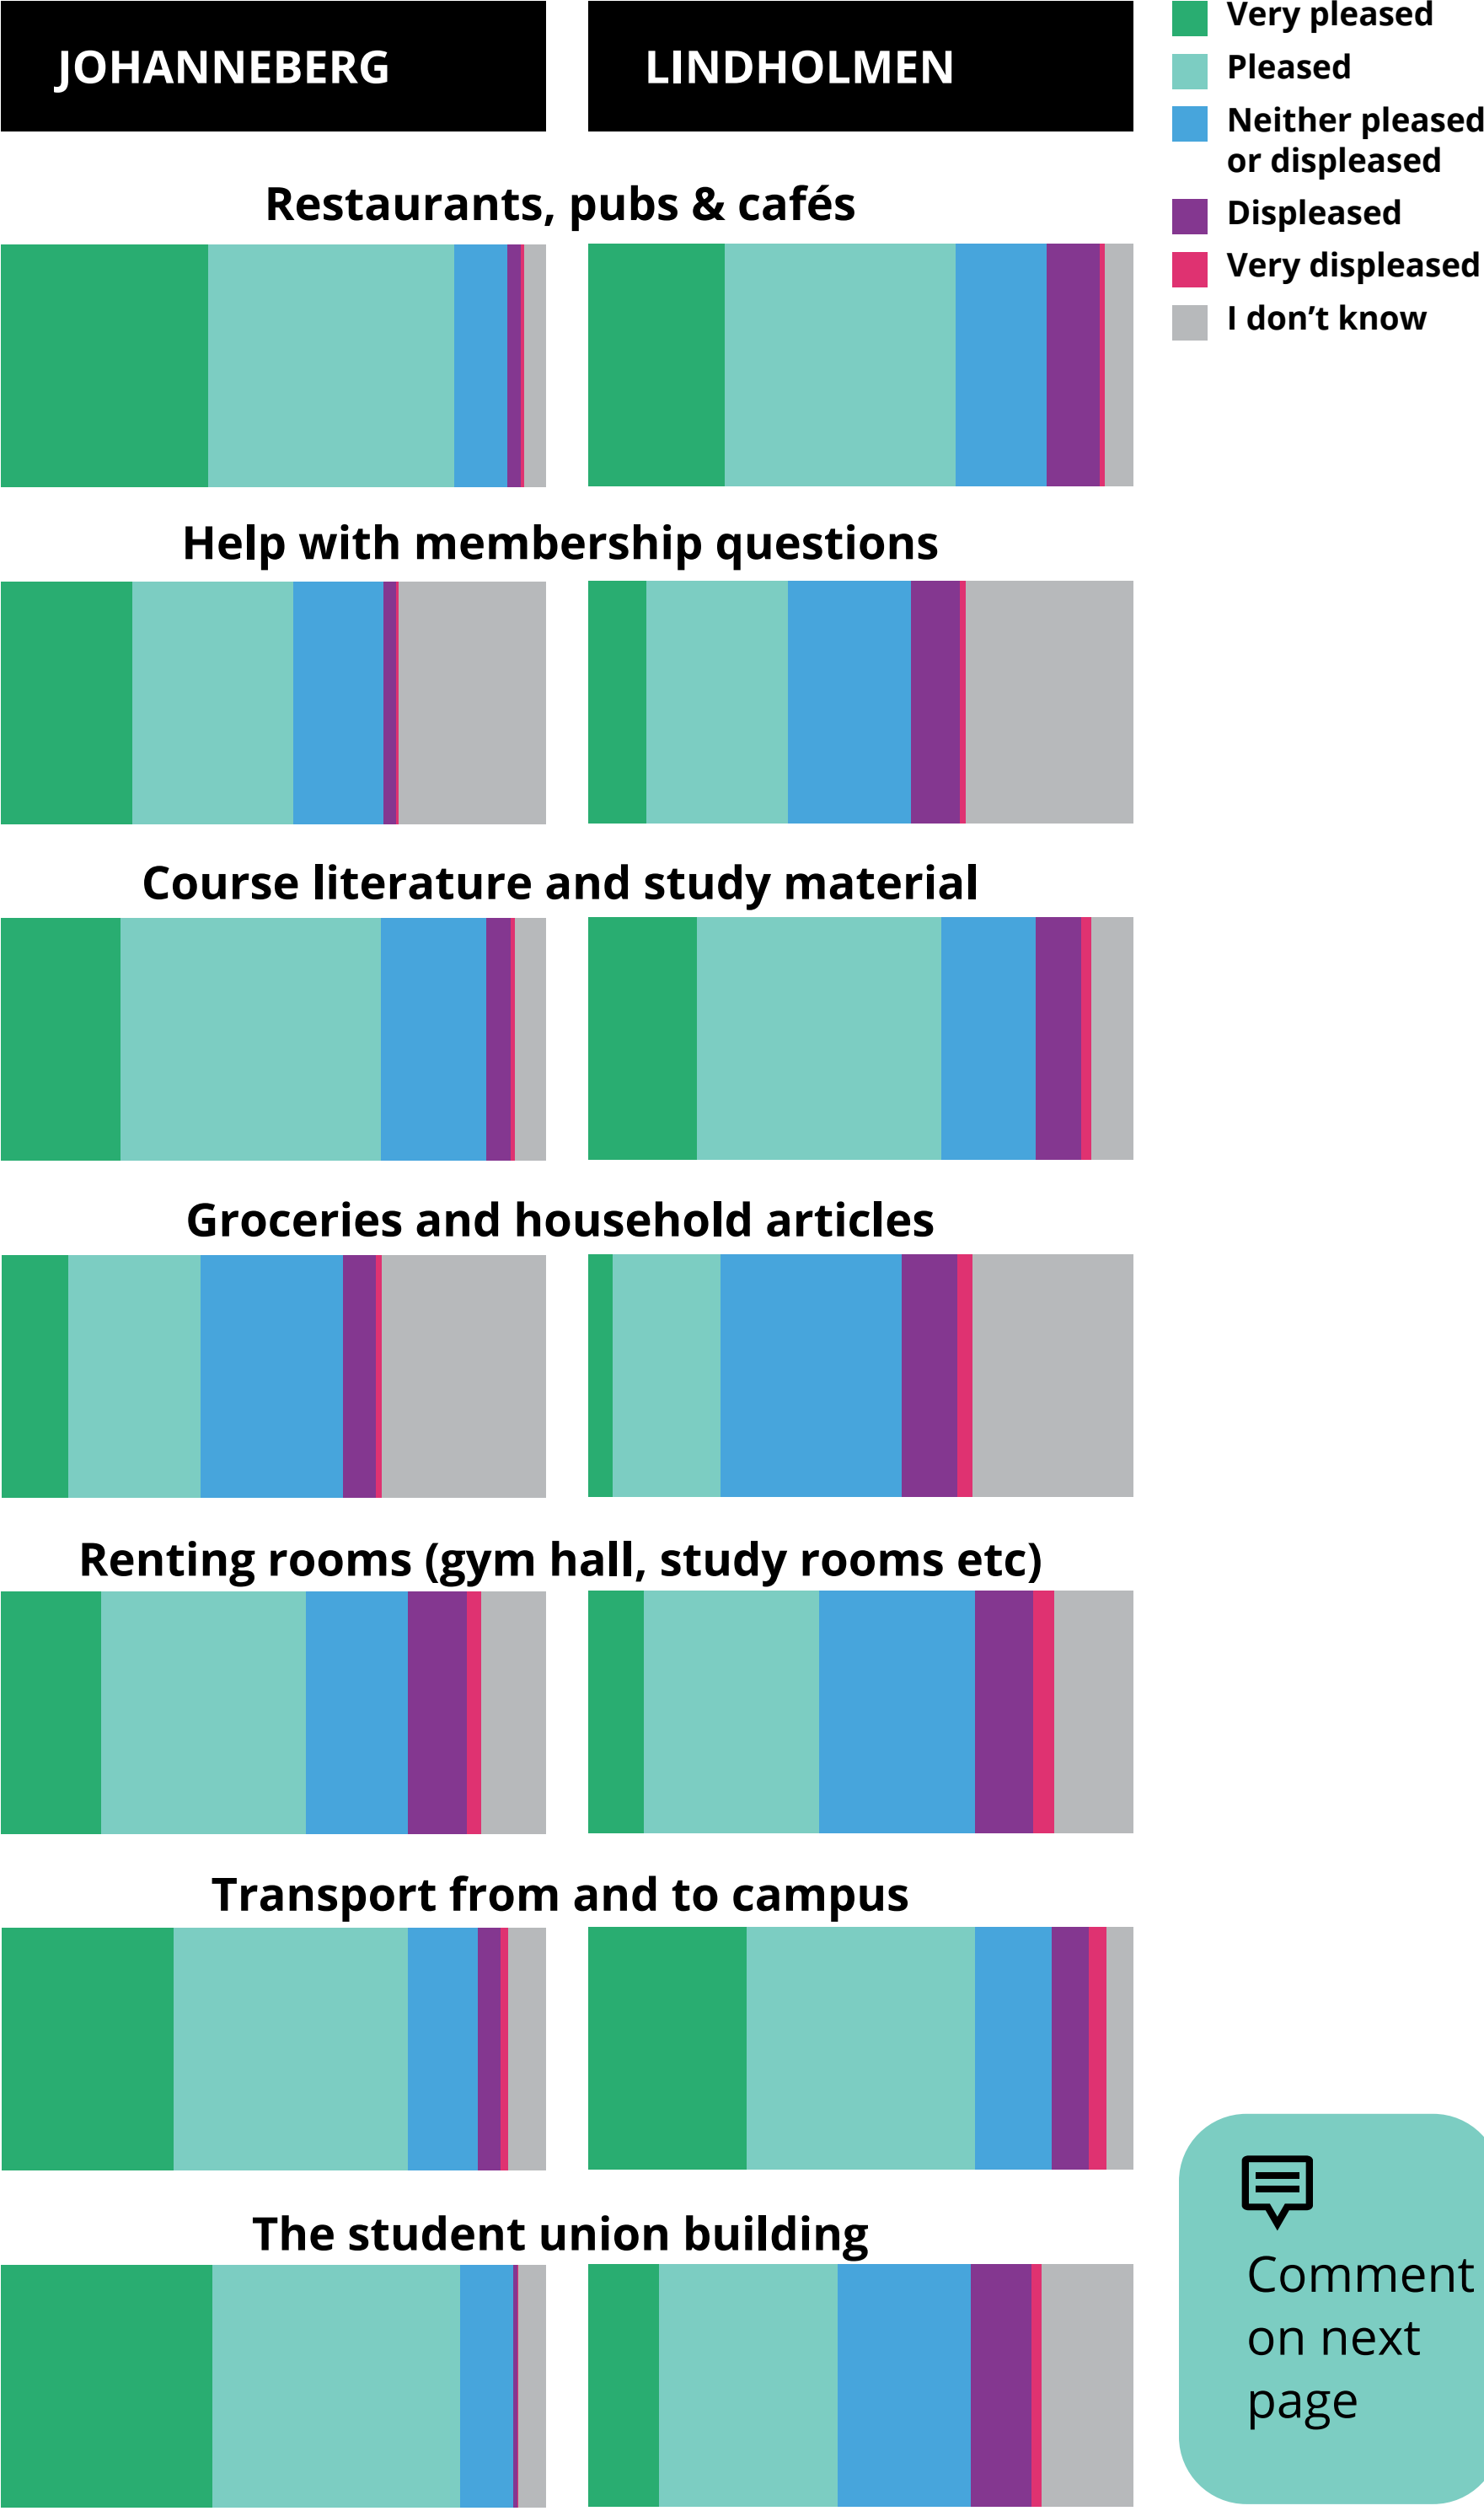 JOHANNEBERG
LINDHOLMEN
Very pleased
Pleased
Neither pleased
or displeased
Displeased
Very displeased
I don’t know
Restaurants, pubs & cafés
Help with membership questions
Course literature and study material
Groceries and household articles
Renting rooms (gym hall, study rooms etc)
Transport from and to campus
The student union building
Comment
on next
page